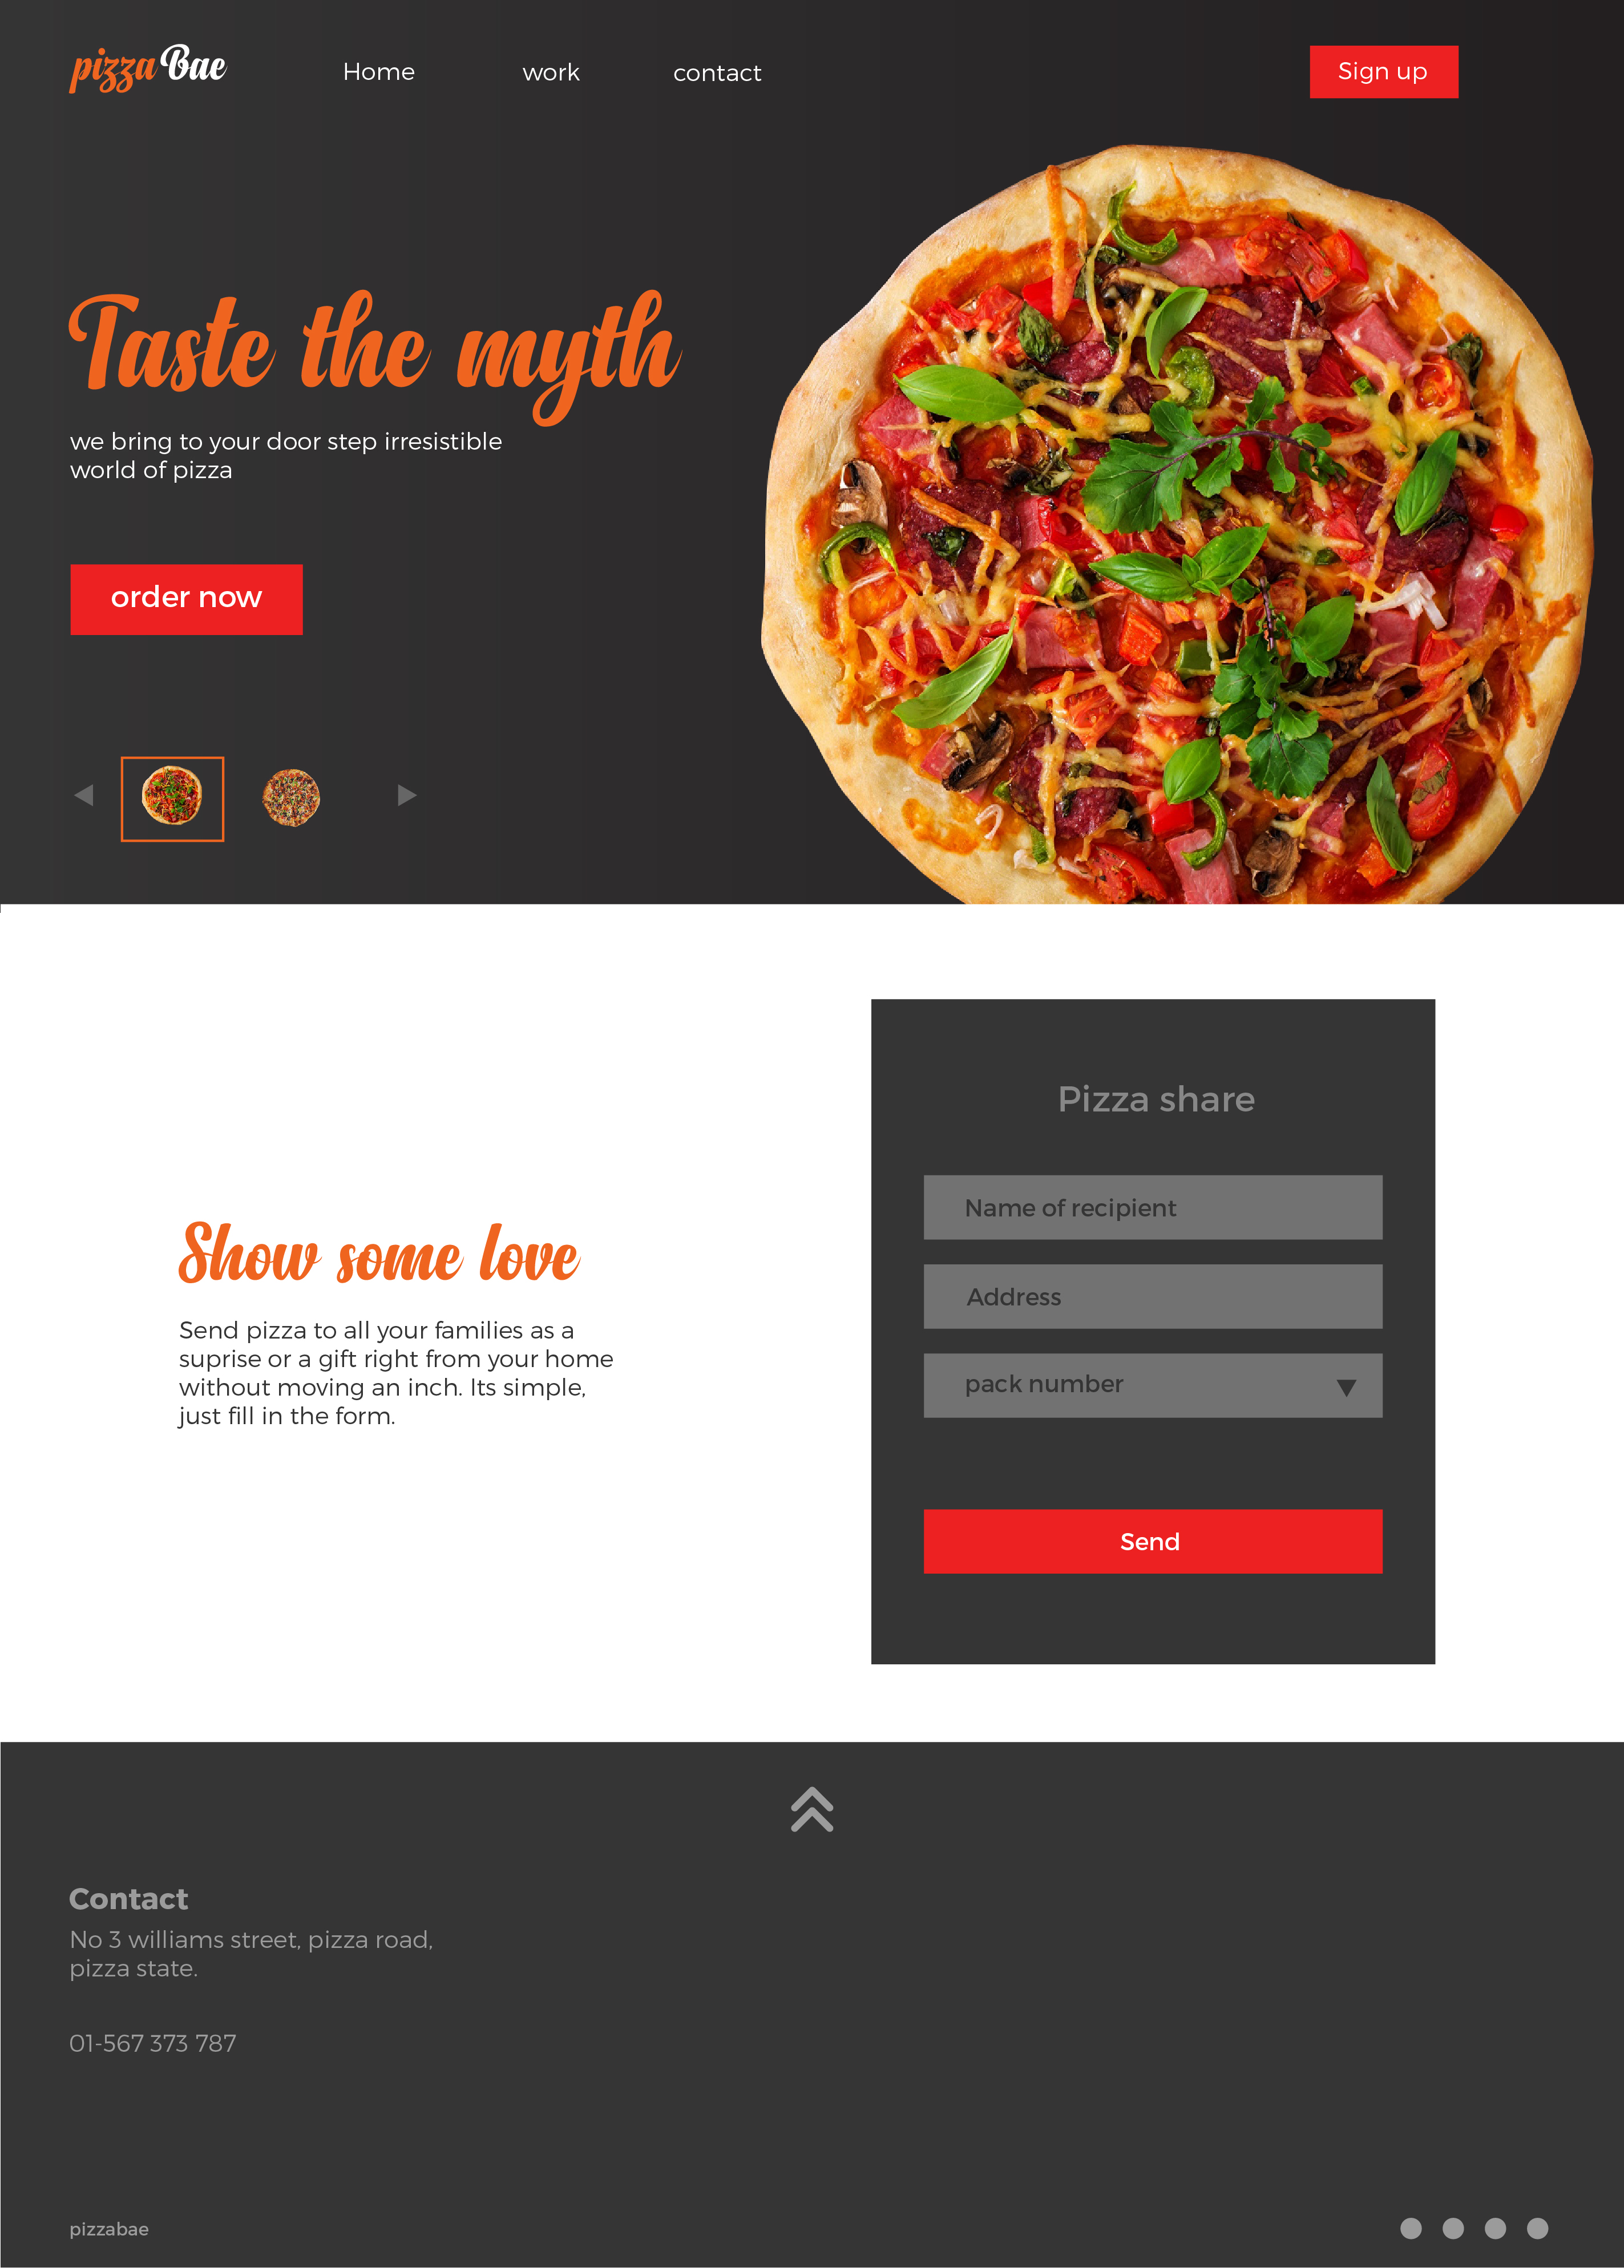 pizza Bae
Home
work
contact
Sign up
Taste the myth
we bring to your door step irresistible
world of pizza
order now
Pizza share
Name of recipient
Address
pack number
Send
Show some love
Send pizza to all your families as a
suprise or a gift right from your home
without moving an inch. Its simple,
just fill in the form.
Contact
No 3 williams street, pizza road,
pizza state.
01-567 373 787
pizzabae